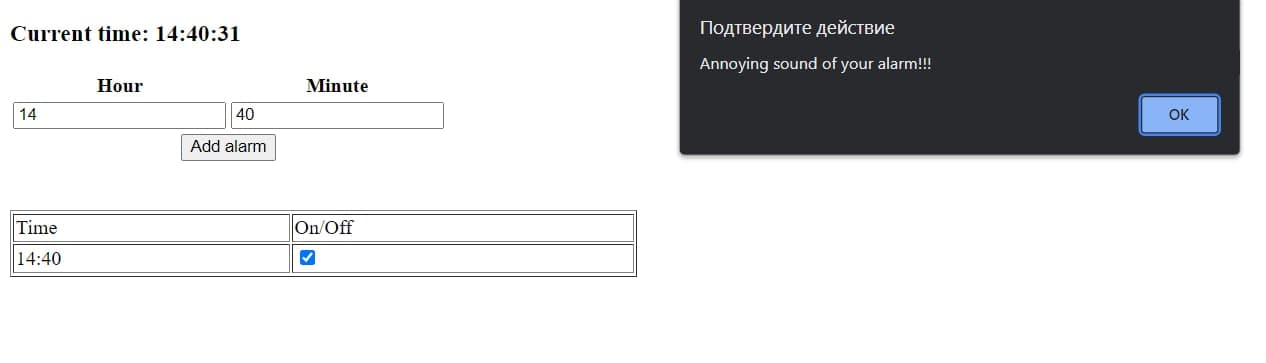 Current time: 14:40:31
Hour Minute
14 40
Add alarm
Time On/Off
14:40
Подтвердите действие
Annoying sound of your alarm!!!
OK